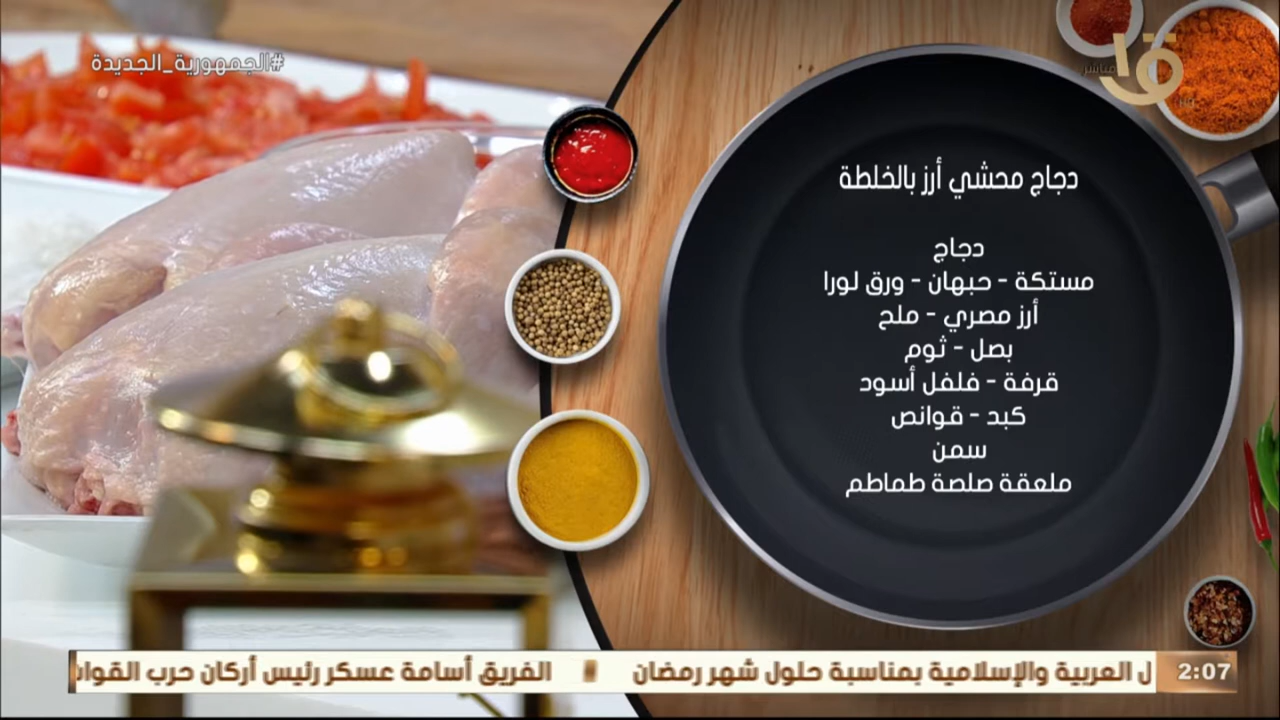 #الجمهورية_الجديدة
مباشر
دجاج محشي أرز بالخلطة
دجاج
مستكة - حبهان - ورق لورا
أرز مصري - ملح
بصل - ثوم
قرفة - فلفل أسود
كبد - قوانص
سمن
ملعقة صلصة طماطم
2:07
ل العربية والإسلامية بمناسبة حلول شهر رمضان الفريق أسامة عسكر رئيس أركان حرب القوات